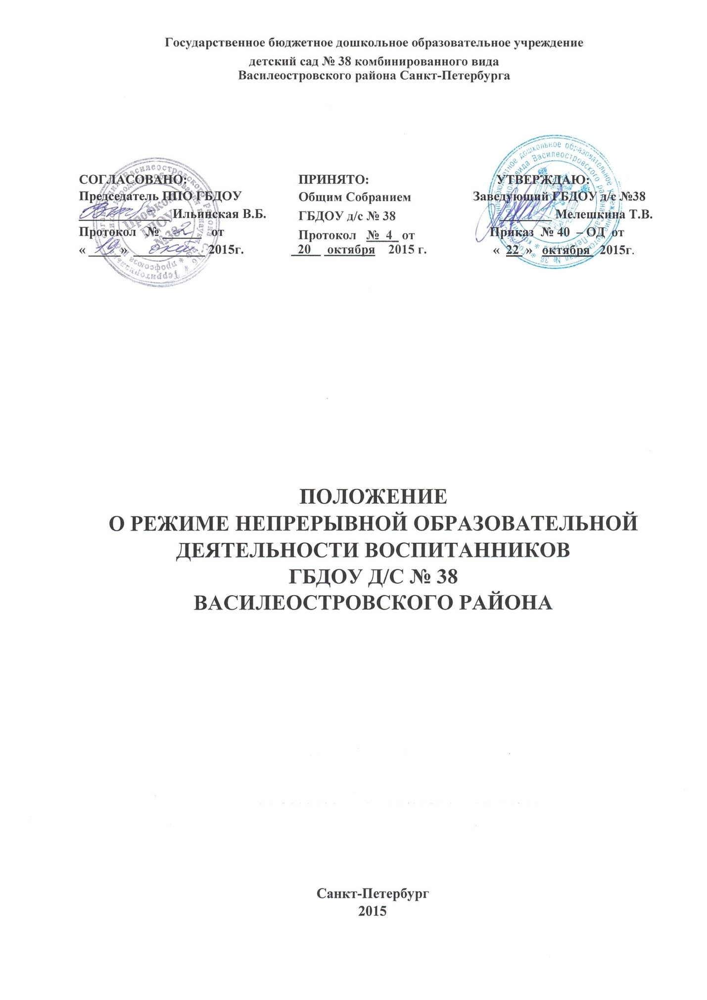 Государственное бюджетное дошкольное образовательное учреждение
детский сад № 38 комбинированного вида
Василеостровского района Санкт-Петербурга
СОГЛАСОВАНО:
Председатель ППО ГБДОУ
Ильинская В.Б.
Протокол № 2 от
« 19 » окт 2015г.
Профком
№38
ПРИНЯТО:
Общим Собранием
ГБДОУ д/с № 38
Протокол № 4 от
20 октября 2015 г.
УТВЕРЖДАЮ:
Заведующий ГБДОУ д/с №38
Мелешкина Т.В.
Приказ № 40 – ОД от
« 22 » октября 2015г.
ПОЛОЖЕНИЕ
О РЕЖИМЕ НЕПРЕРЫВНОЙ ОБРАЗОВАТЕЛЬНОЙ
ДЕЯТЕЛЬНОСТИ ВОСПИТАННИКОВ
ГБДОУ Д/С № 38
ВАСИЛЕОСТРОВСКОГО РАЙОНА
Санкт-Петербург
2015